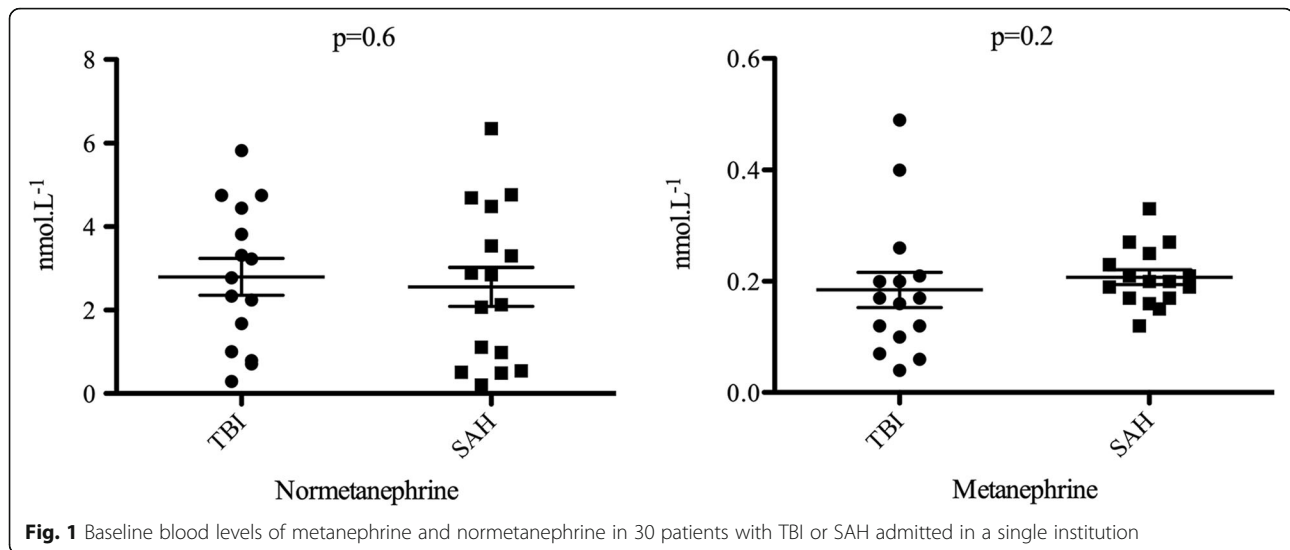 p=0.6
8
6
4
2
0
nmol.L-1
TBI
SAH
Normetanephrine
p=0.2
0.6
0.4
0.2
0.0
nmol.L-1
TBI
SAH
Metanephrine
Fig. 1 Baseline blood levels of metanephrine and normetanephrine in 30 patients with TBI or SAH admitted in a single institution